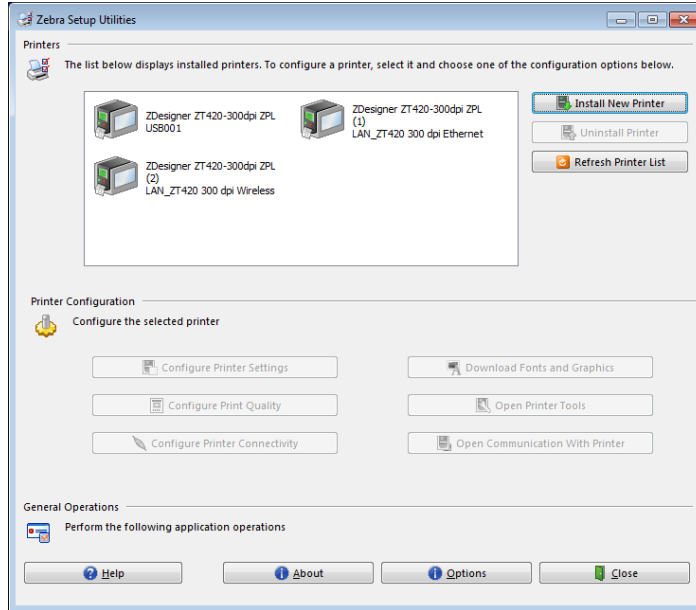 Zebra Setup Utilities
Printers
The list below displays installed printers. To configure a printer, select it and choose one of the configuration options below.
ZDesigner ZT420-300dpi ZPL
USB001
ZDesigner ZT420-300dpi ZPL
(1)
LAN_ZT420 300 dpi Ethernet
ZDesigner ZT420-300dpi ZPL
(2)
LAN_ZT420 300 dpi Wireless
Install New Printer
Uninstall Printer
Refresh Printer List
Printer Configuration
Configure the selected printer
Configure Printer Settings
Download Fonts and Graphics
Configure Print Quality
Open Printer Tools
Configure Printer Connectivity
Open Communication With Printer
General Operations
Perform the following application operations
Help
About
Options
Close